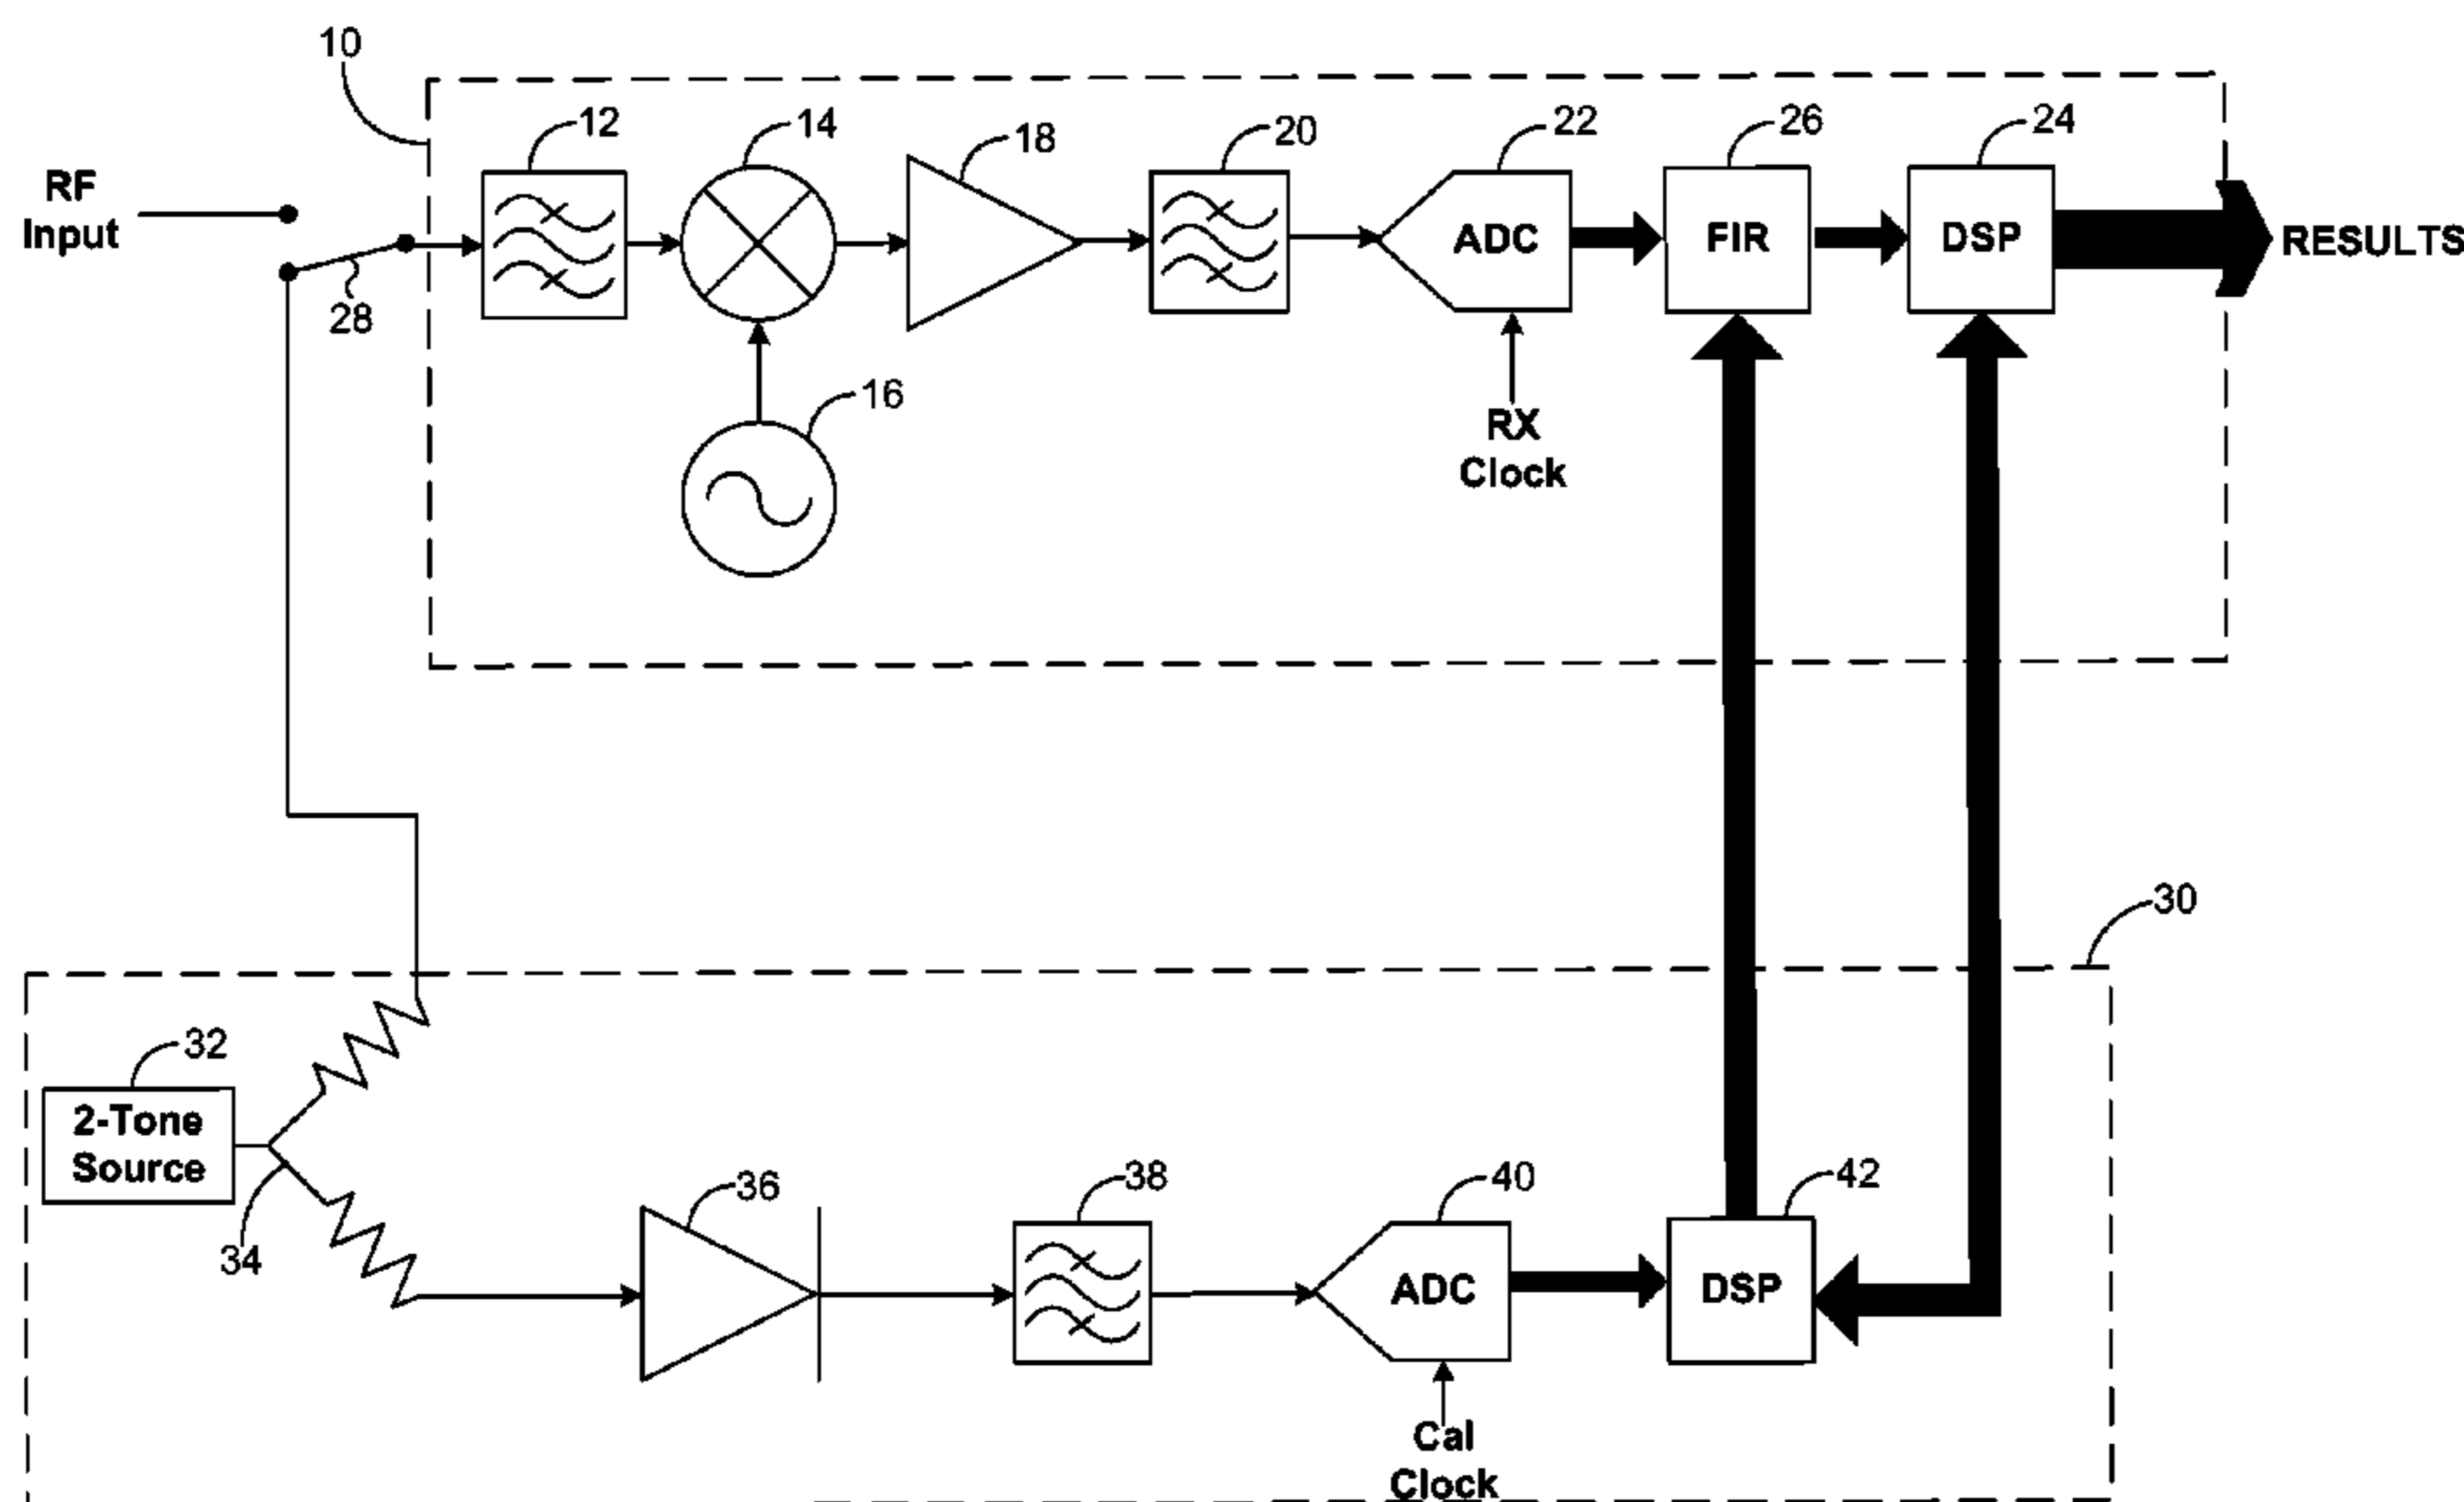 10
12
14
18
20
22
26
24
RF
Input
28
ADC
FIR
DSP
RESULTS
16
RX
Clock
30
32
2-Tone
Source
34
36
38
40
42
ADC
DSP
Cal
Clock